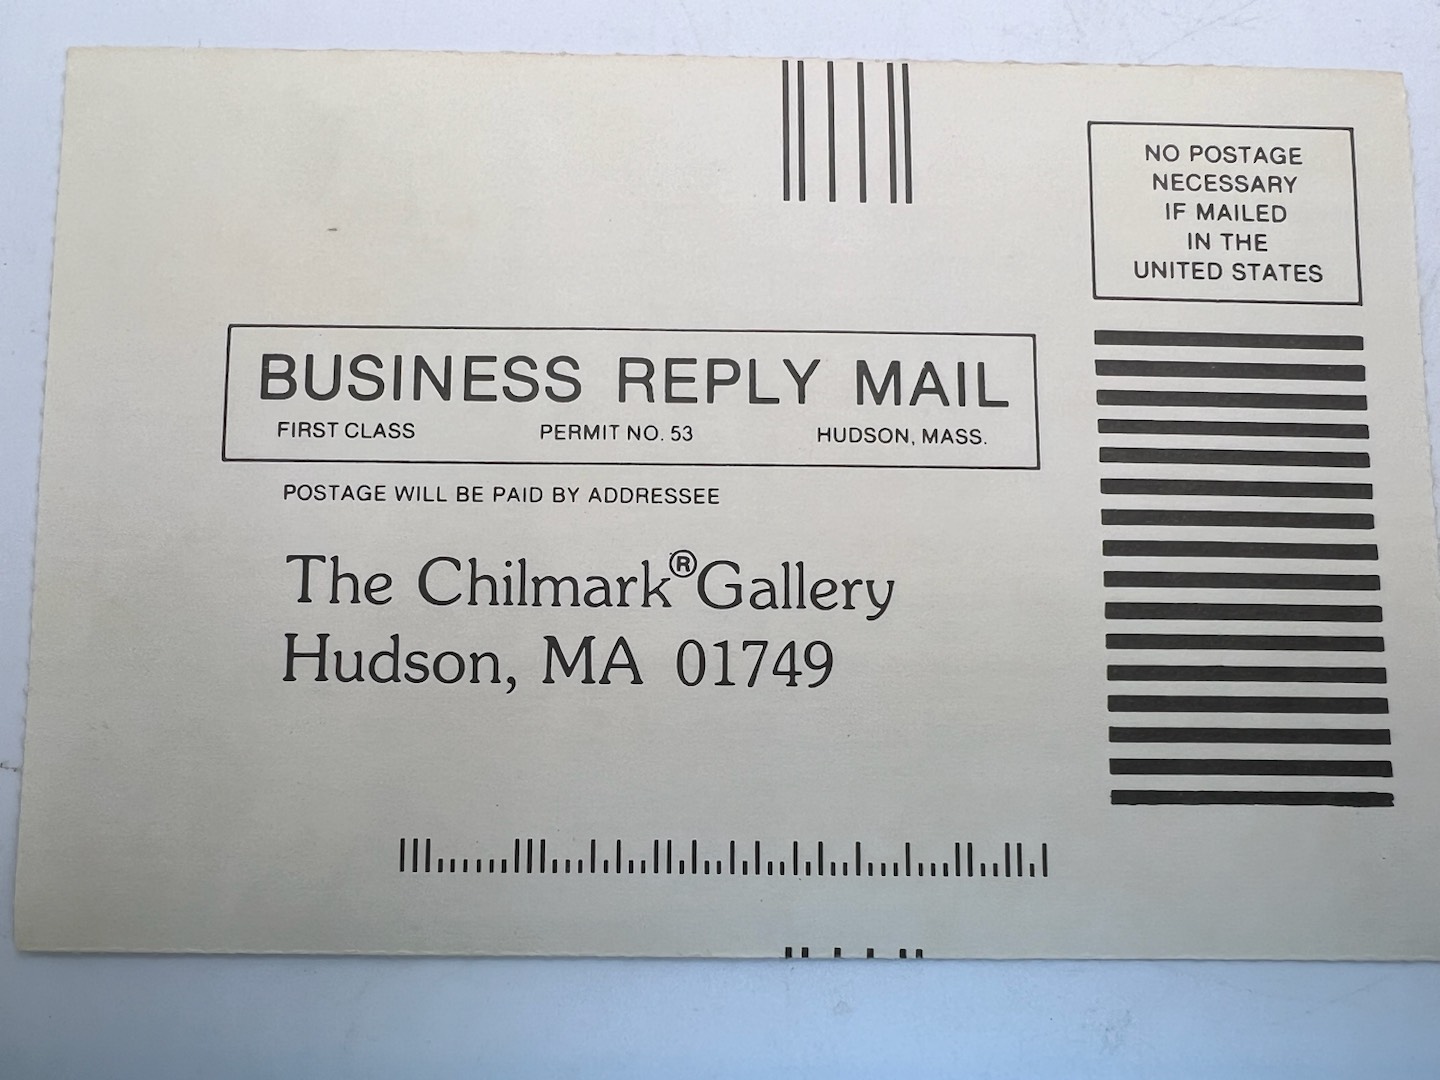 NO POSTAGE
NECESSARY
IF MAILED
IN THE
UNITED STATES
BUSINESS REPLY MAIL
FIRST CLASS PERMIT NO. 53 HUDSON, MASS.
POSTAGE WILL BE PAID BY ADDRESSEE
The Chilmark® Gallery
Hudson, MA 01749